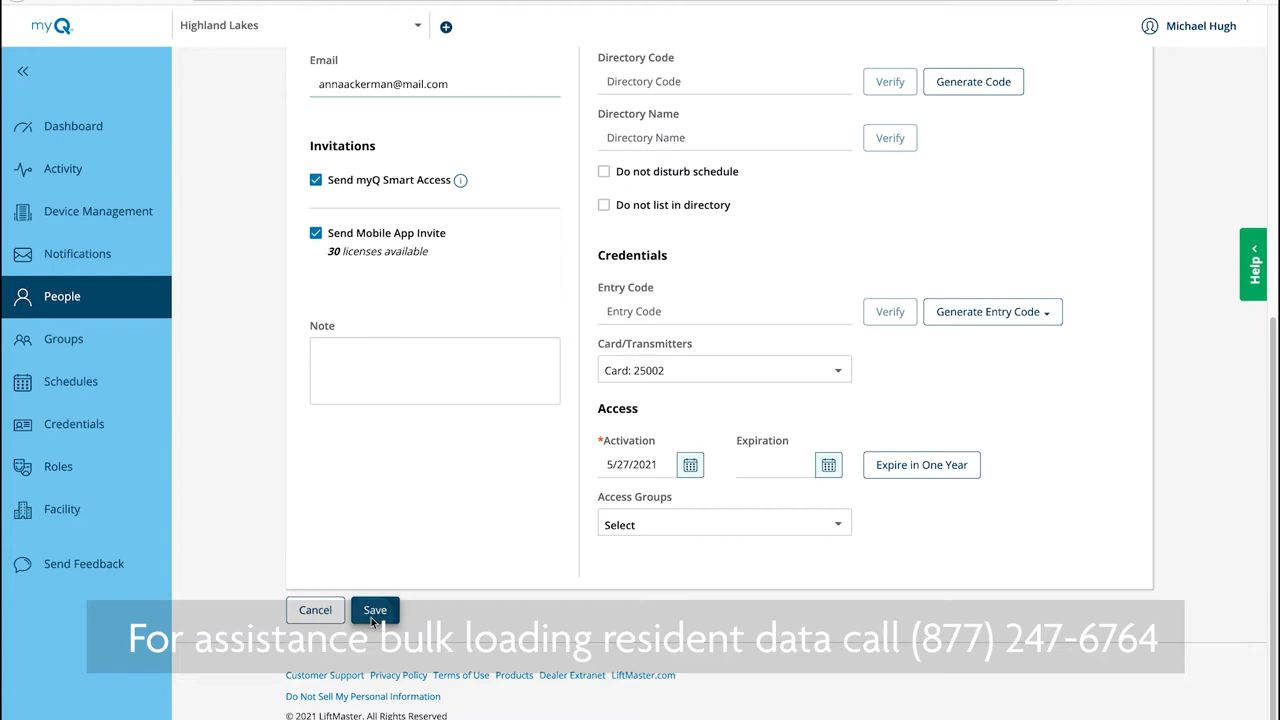 myQ
Highland Lakes
Michael Hugh
Dashboard
Activity
Device Management
Notifications
People
Groups
Schedules
Credentials
Roles
Facility
Send Feedback
Email
annaackerman@mail.com
Invitations
Send myQ Smart Access
Send Mobile App Invite
30 licenses available
Note
Directory Code
Directory Code
Verify
Generate Code
Directory Name
Directory Name
Verify
Do not disturb schedule
Do not list in directory
Credentials
Entry Code
Entry Code
Verify
Generate Entry Code
Card/Transmitters
Card: 25002
Access
*Activation
Expiration
5/27/2021
Expire in One Year
Access Groups
Select
Help
Cancel
Save
For assistance bulk loading resident data call (877) 247-6764
Customer Support Privacy Policy Terms of Use Products Dealer Extranet LiftMaster.com
Do Not Sell My Personal Information
© 2021 LiftMaster. All Rights Reserved